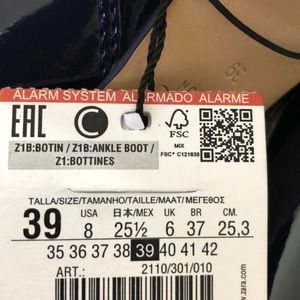 38
ALARM SYSTEM ALARMADO ALARME
EAC
FSC
MIX
FSC® C121838
Z1B:BOTIN / Z1B:ANKLE BOOT /
Z1:BOTTINES
TALLA/SIZE/TAMANHO/TAILLE/MAAT/ΜΕΓΕΘΟΣ
39 USA 日本/MEX UK BR CM.
8 25½ 6 37 25,3
35 36 37 38 39 40 41 42
ART.: 2110/301/010
www.zara.